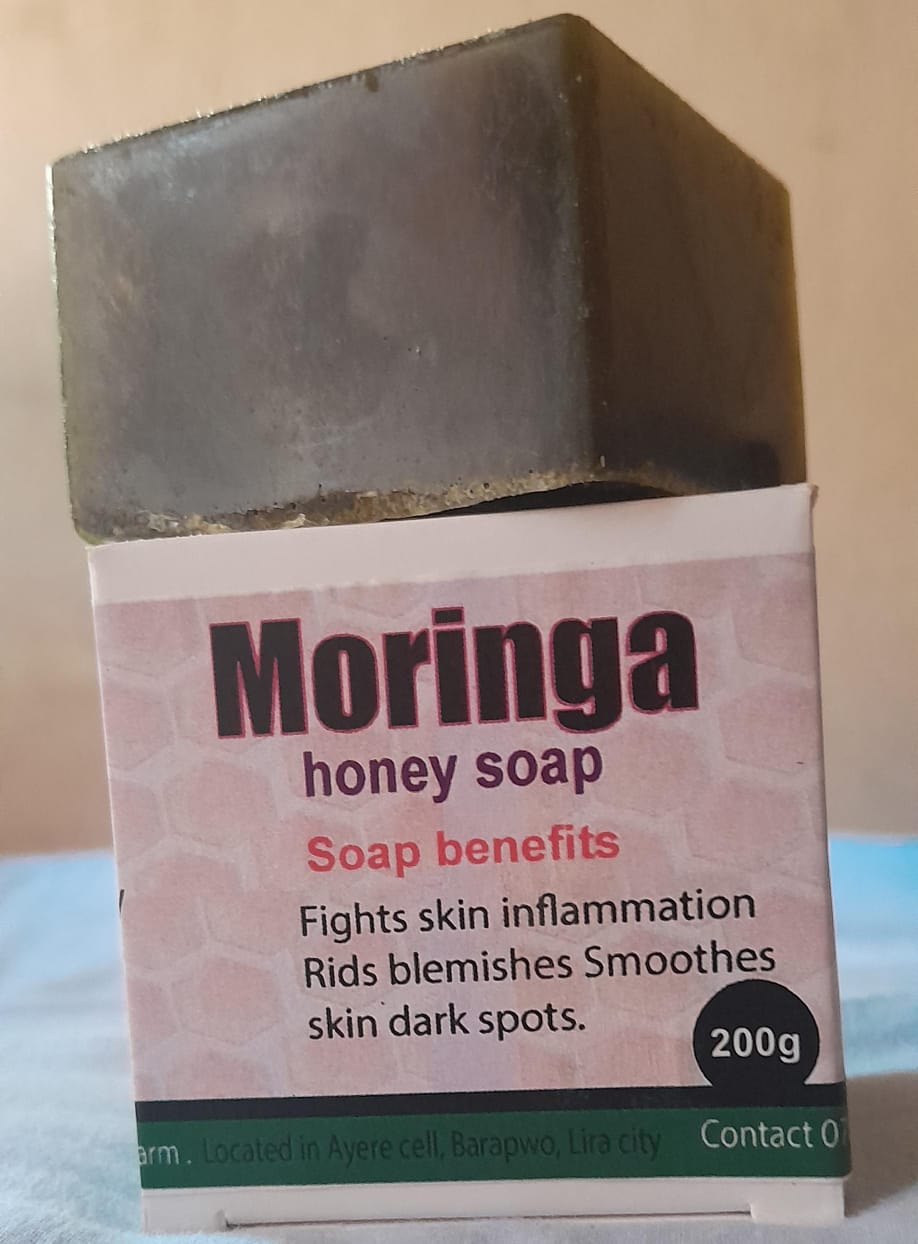 Moringa
honey soap
Soap benefits
Fights skin inflammation
Rids blemishes Smoothes
skin dark spots.
200g
arm. Located in Ayere cell, Barapwo, Lira city Contact 07